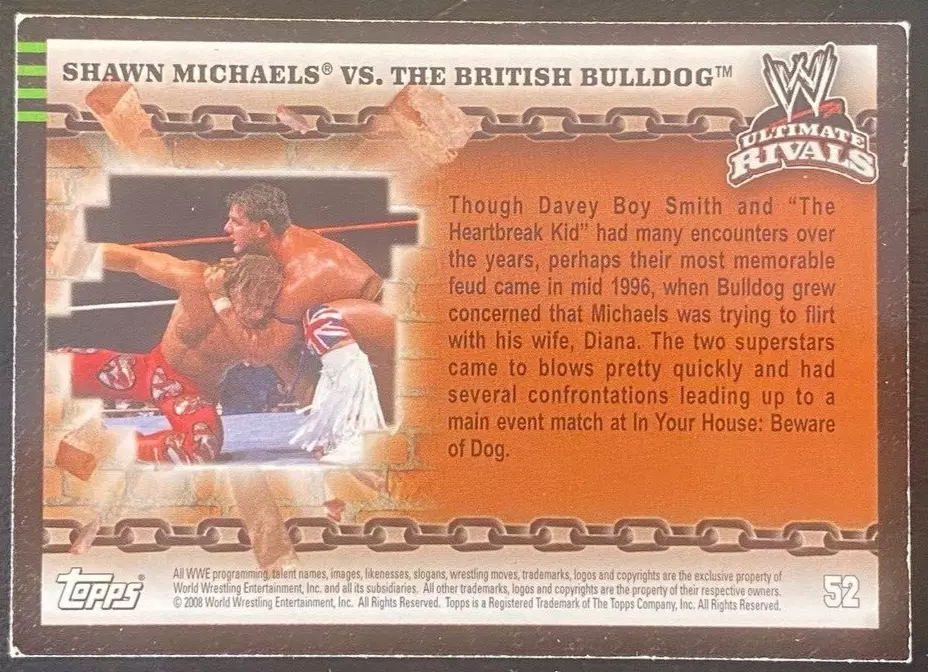 SHAWN MICHAELS® VS. THE BRITISH BULLDOG™
W
ULTIMATE
RIVALS
Though Davey Boy Smith and “The
Heartbreak Kid” had many encounters over
the years, perhaps their most memorable
feud came in mid 1996, when Bulldog grew
concerned that Michaels was trying to flirt
with his wife, Diana. The two superstars
came to blows pretty quickly and had
several confrontations leading up to a
main event match at In Your House: Beware
of Dog.
topps®
All WWE programming, talent names, images, likenesses, slogans, wrestling moves, trademarks, logos and copyrights are the exclusive property of
World Wrestling Entertainment, Inc. and all its subsidiaries. All other trademarks, logos and copyrights are the property of their respective owners.
© 2008 World Wrestling Entertainment, Inc. All Rights Reserved. Topps is a Registered Trademark of The Topps Company, Inc. All Rights Reserved.
52